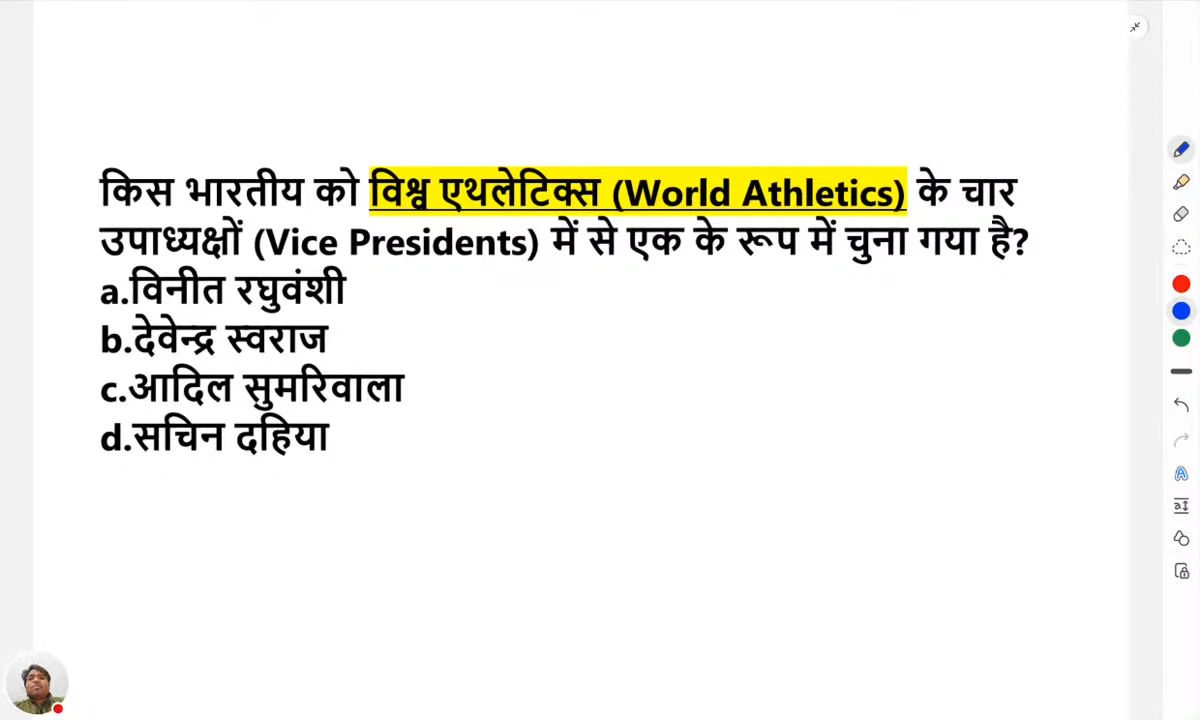 किस भारतीय को विश्व एथलेटिक्स (World Athletics) के चार
उपाध्यक्षों (Vice Presidents) में से एक के रूप में चुना गया है?
a.विनीत रघुवंशी
b.देवेन्द्र स्वराज
c.आदिल सुमरिवाला
d.सचिन दहिया